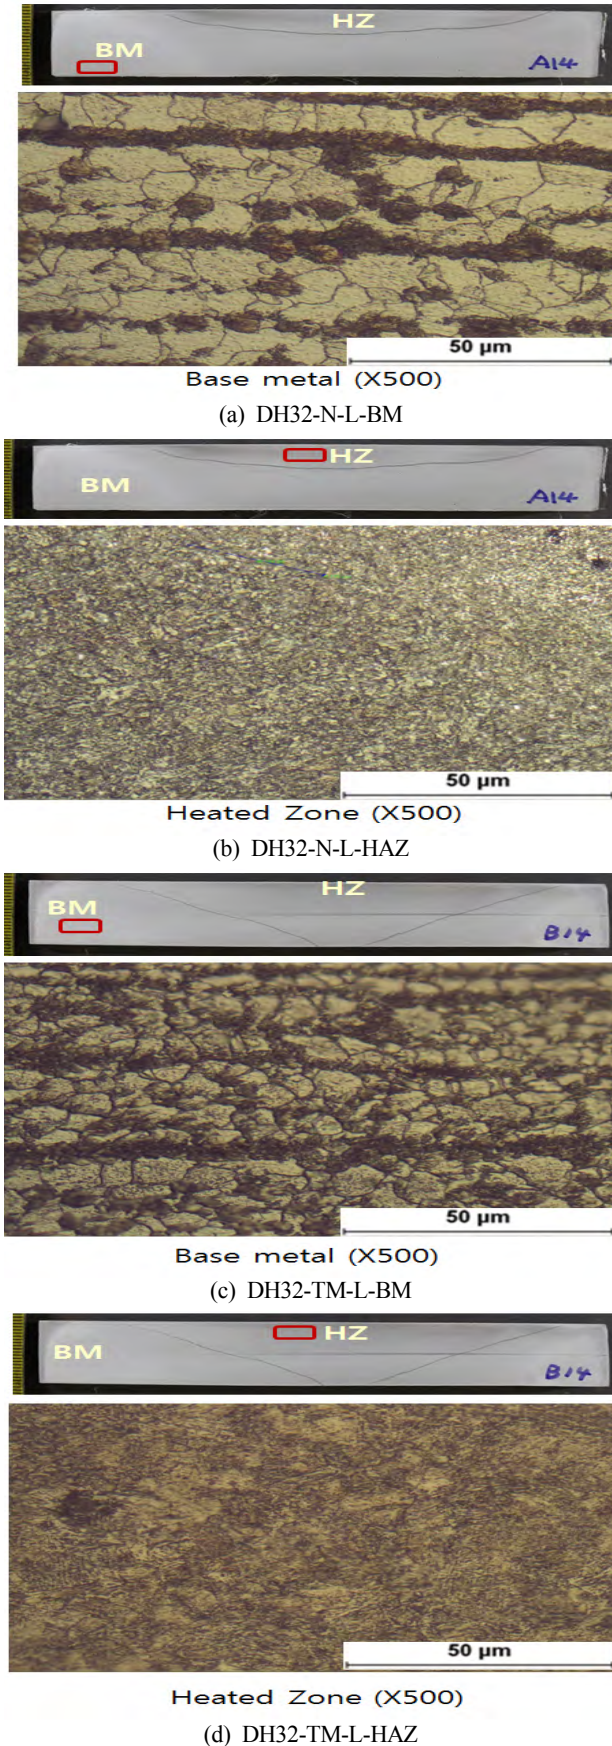 HZ
BM
A14
50 µm
Base metal (X500)
(a) DH32-N-L-BM
HZ
BM
A14
50 µm
Heated Zone (X500)
(b) DH32-N-L-HAZ
HZ
BM
B14
50 µm
Base metal (X500)
(c) DH32-TM-L-BM
HZ
BM
B14
50 µm
Heated Zone (X500)
(d) DH32-TM-L-HAZ